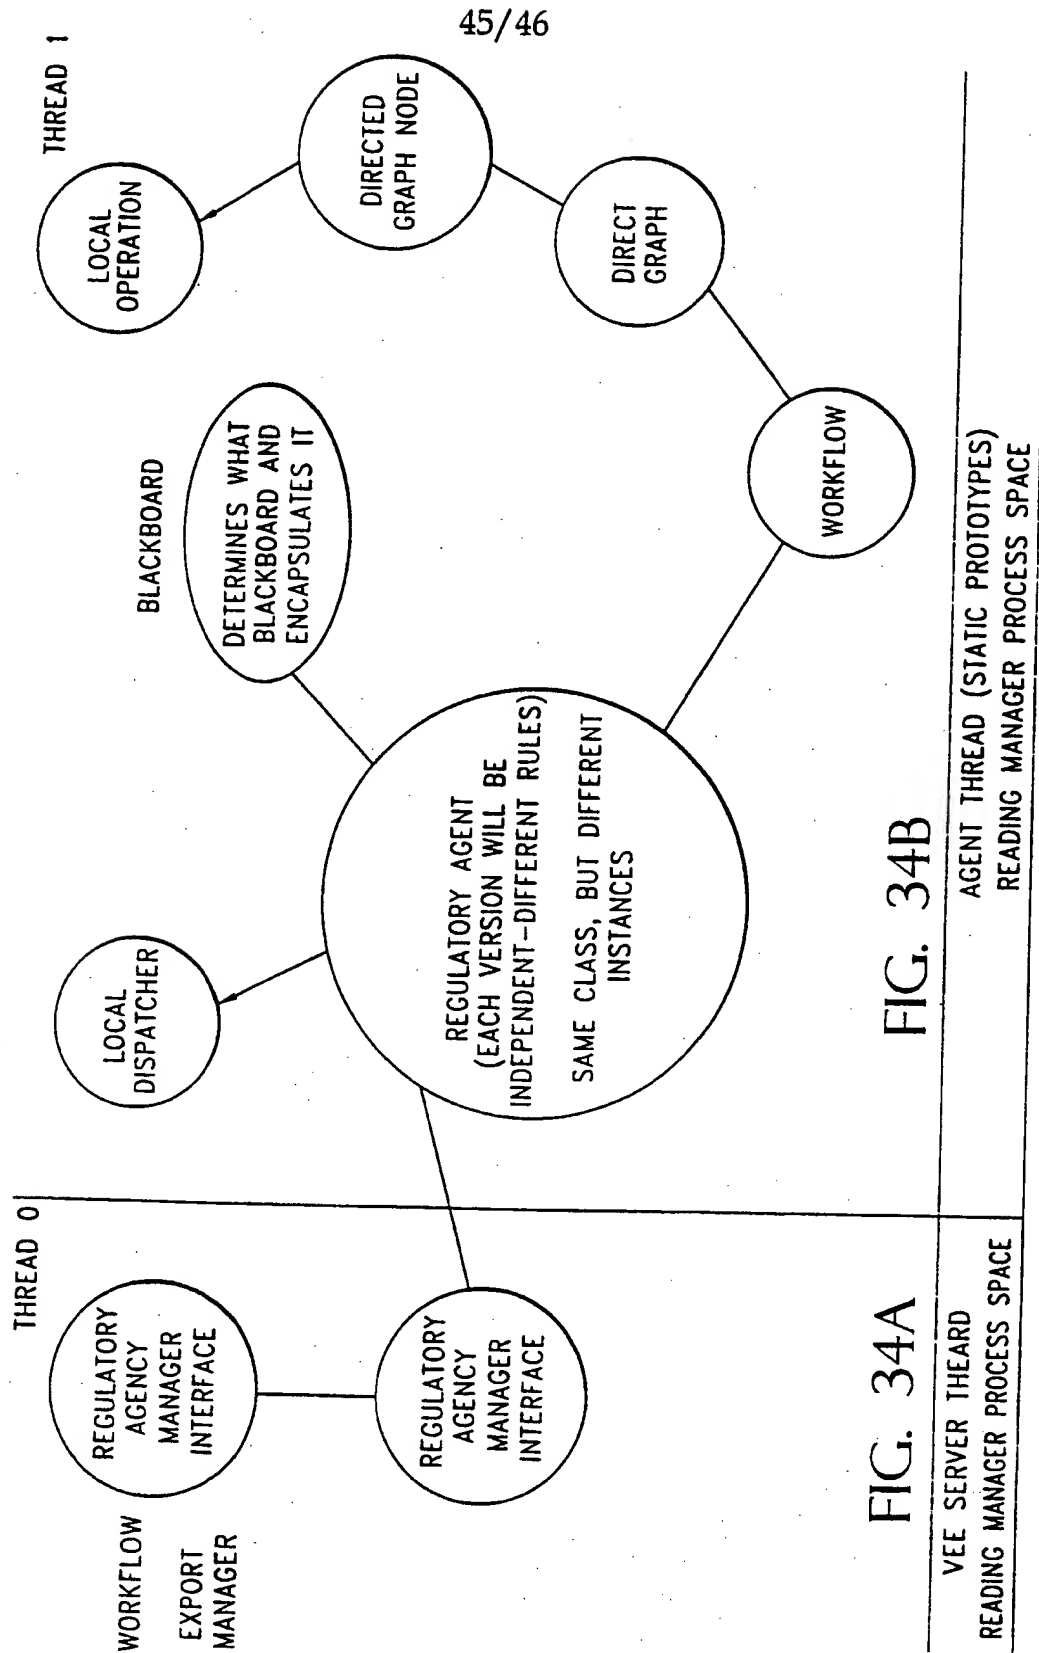 45/46
THREAD 0
WORKFLOW
EXPORT
MANAGER
REGULATORY
AGENCY
MANAGER
INTERFACE
REGULATORY
AGENCY
MANAGER
INTERFACE
FIG. 34A
VEE SERVER THEARD
READING MANAGER PROCESS SPACE
THREAD 1
LOCAL
DISPATCHER
BLACKBOARD
DETERMINES WHAT
BLACKBOARD AND
ENCAPSULATES IT
LOCAL
OPERATION
DIRECTED
GRAPH NODE
DIRECT
GRAPH
WORKFLOW
REGULATORY AGENT
(EACH VERSION WILL BE
INDEPENDENT-DIFFERENT RULES)
SAME CLASS, BUT DIFFERENT
INSTANCES
FIG. 34B
AGENT THREAD (STATIC PROTOTYPES)
READING MANAGER PROCESS SPACE